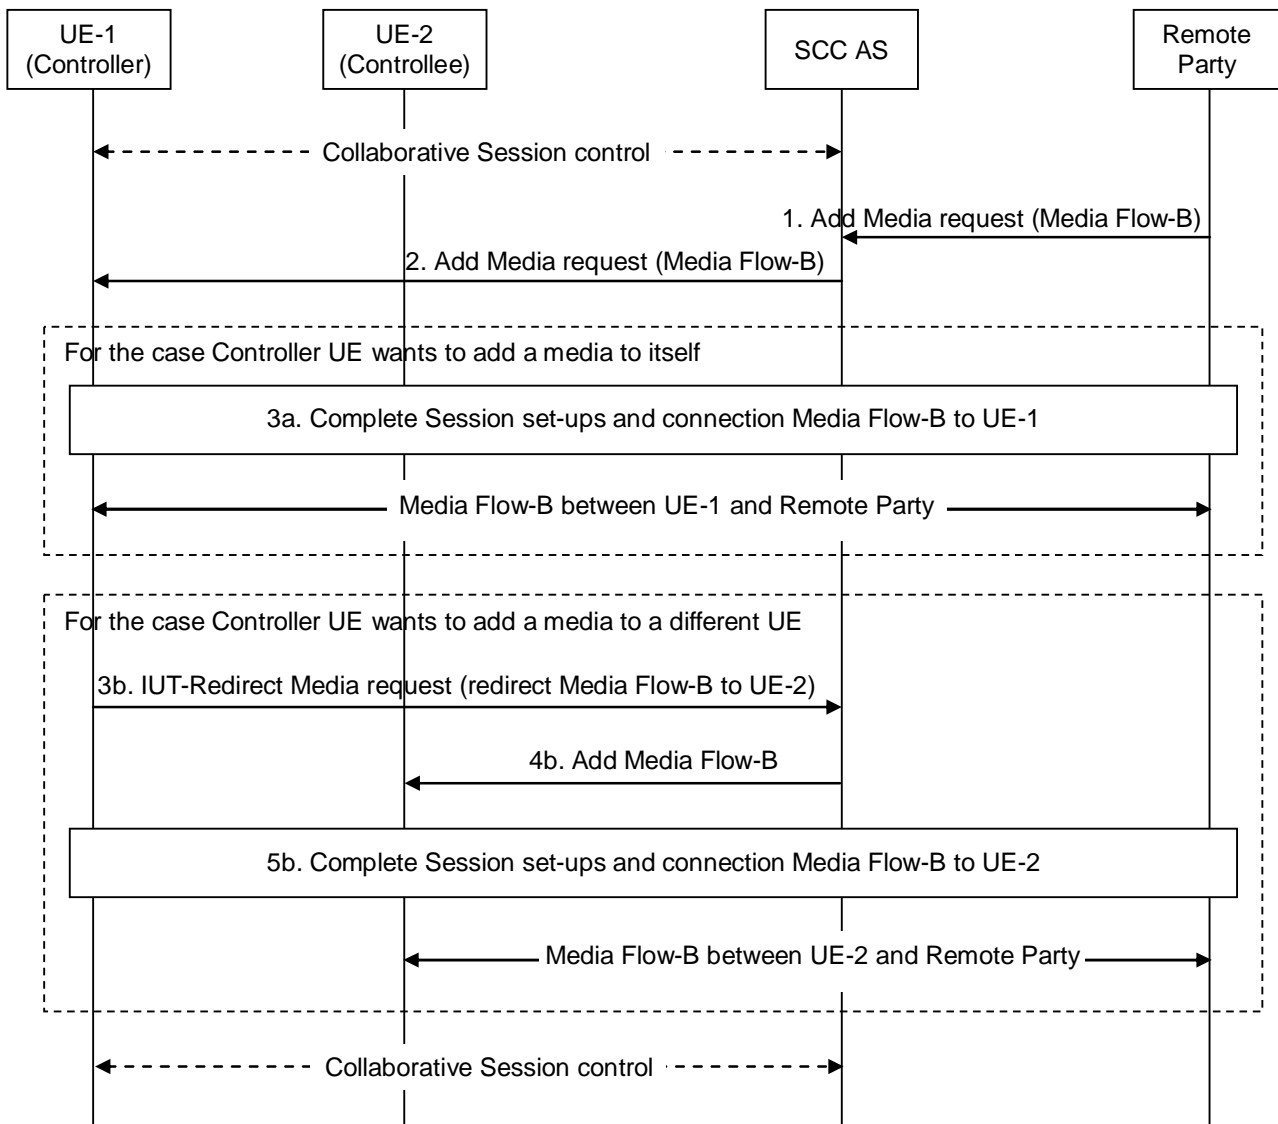 UE-1
(Controller)
UE-2
(Controllee)
SCC AS
Remote
Party
Collaborative Session control
1. Add Media request (Media Flow-B)
2. Add Media request (Media Flow-B)
For the case Controller UE wants to add a media to itself
3a. Complete Session set-ups and connection Media Flow-B to UE-1
Media Flow-B between UE-1 and Remote Party
For the case Controller UE wants to add a media to a different UE
3b. IUT-Redirect Media request (redirect Media Flow-B to UE-2)
4b. Add Media Flow-B
5b. Complete Session set-ups and connection Media Flow-B to UE-2
Media Flow-B between UE-2 and Remote Party
Collaborative Session control